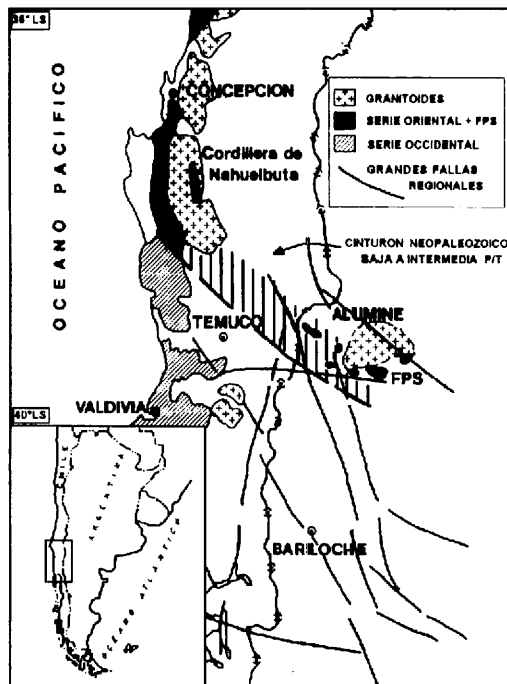 36° LS
OCEANO PACIFICO
CONCEPCION
Cordillera de
Nahuelbuta
GRANITOIDES
SERIE ORIENTAL + FPS
SERIE OCCIDENTAL
GRANDES FALLAS
REGIONALES
CINTURON NEOPALEOZOICO
BAJA A INTERMEDIA P/T
ALUMINE
TEMUCO
FPS
VALDIVIA
40° LS
BARILOCHE
CHILE
ARGENTINA
OCEANO ATLANTICO